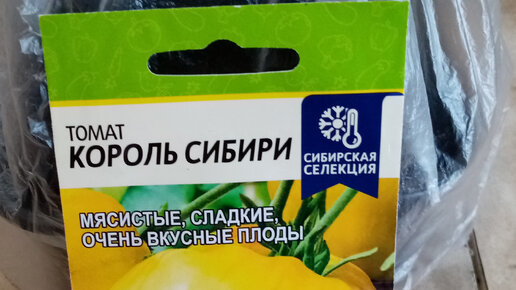 ТОМАТ
КОРОЛЬ СИБИРИ
СИБИРСКАЯ
СЕЛЕКЦИЯ
МЯСИСТЫЕ, СЛАДКИЕ,
ОЧЕНЬ ВКУСНЫЕ ПЛОДЫ